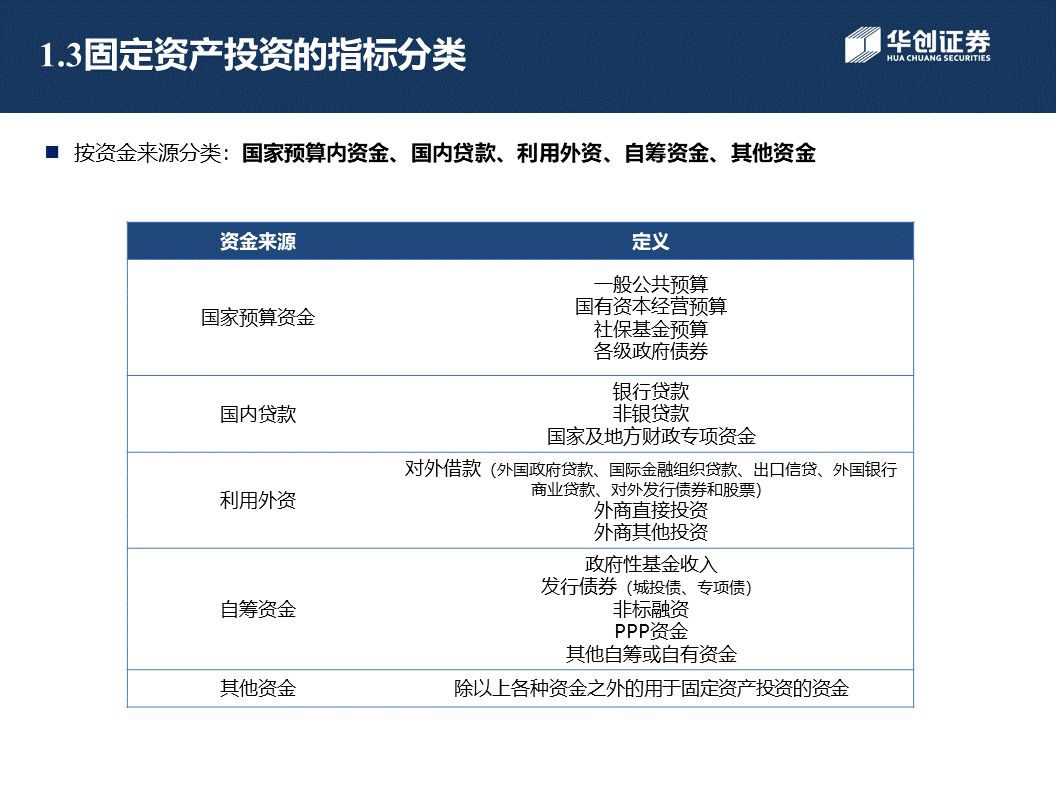 1.3固定资产投资的指标分类
华创证券
HUA CHUANG SECURITIES
按资金来源分类：国家预算内资金、国内贷款、利用外资、自筹资金、其他资金
资金来源
定义
国家预算资金
一般公共预算
国有资本经营预算
社保基金预算
各级政府债券
国内贷款
银行贷款
非银贷款
国家及地方财政专项资金
利用外资
对外借款（外国政府贷款、国际金融组织贷款、出口信贷、外国银行
商业贷款、对外发行债券和股票）
外商直接投资
外商其他投资
自筹资金
政府性基金收入
发行债券（城投债、专项债）
非标融资
PPP资金
其他自筹或自有资金
其他资金
除以上各种资金之外的用于固定资产投资的资金